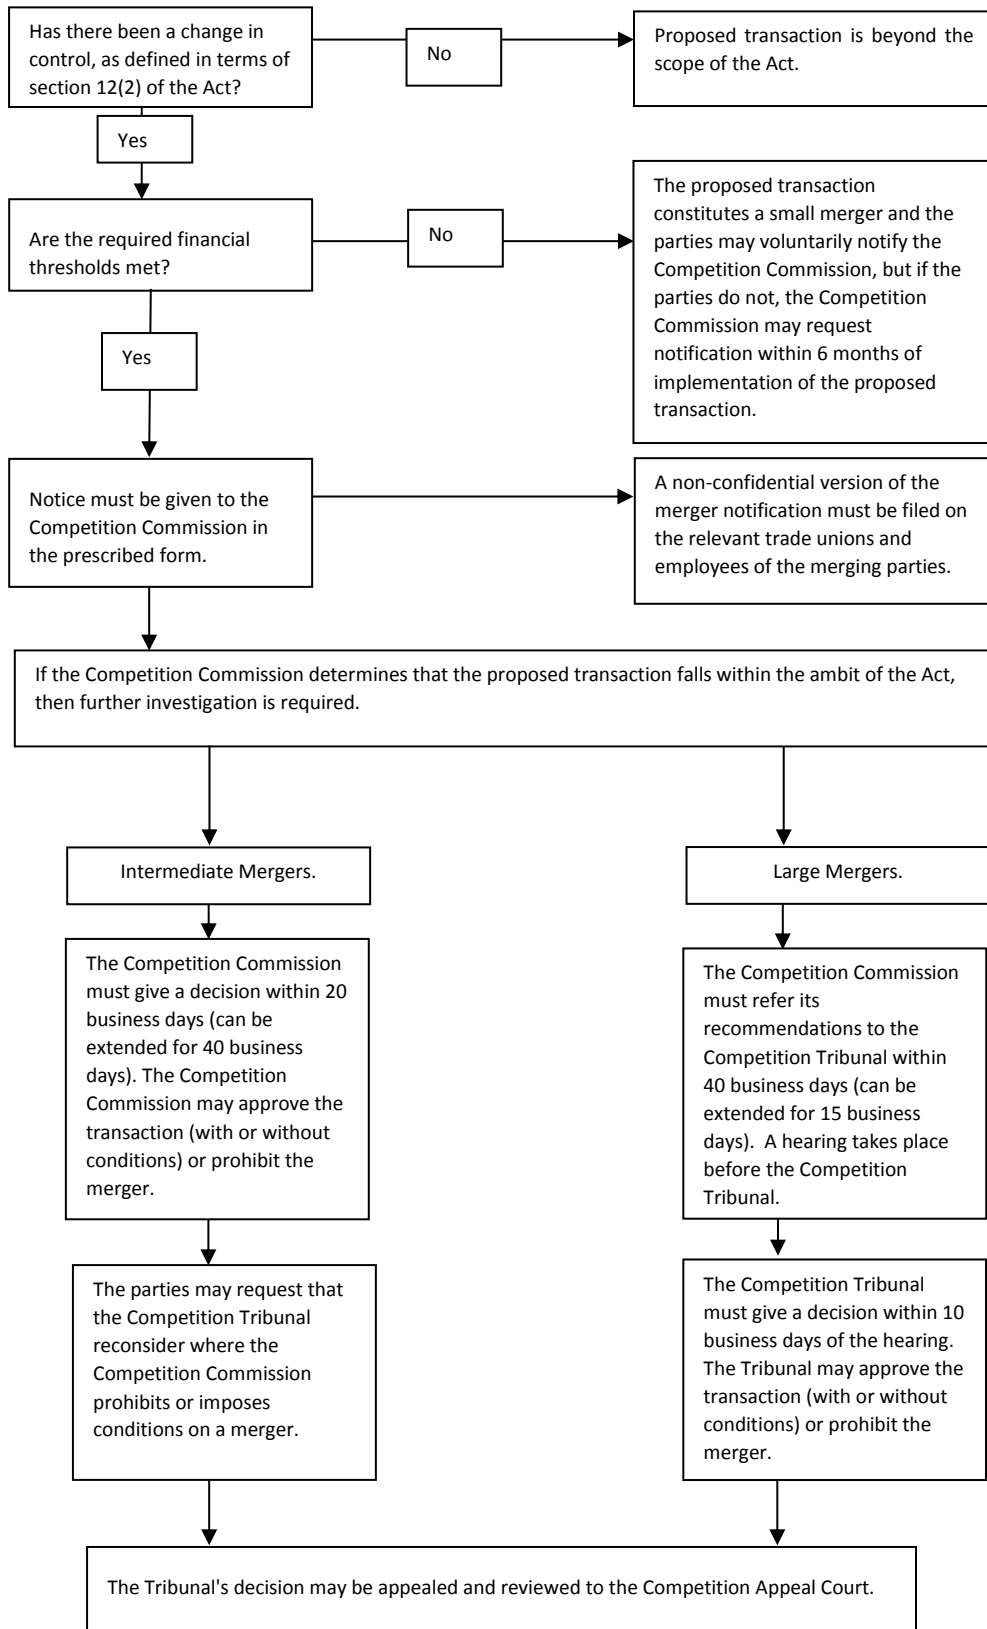 Has there been a change in
control, as defined in terms of
section 12(2) of the Act?
No
Proposed transaction is beyond the
scope of the Act.
Yes
Are the required financial
thresholds met?
No
The proposed transaction
constitutes a small merger and the
parties may voluntarily notify the
Competition Commission, but if the
parties do not, the Competition
Commission may request
notification within 6 months of
implementation of the proposed
transaction.
Yes
Notice must be given to the
Competition Commission in
the prescribed form.
A non-confidential version of the
merger notification must be filed on
the relevant trade unions and
employees of the merging parties.
If the Competition Commission determines that the proposed transaction falls within the ambit of the Act,
then further investigation is required.
Intermediate Mergers.
Large Mergers.
The Competition Commission
must give a decision within 20
business days (can be
extended for 40 business
days). The Competition
Commission may approve the
transaction (with or without
conditions) or prohibit the
merger.
The Competition Commission
must refer its
recommendations to the
Competition Tribunal within
40 business days (can be
extended for 15 business
days).  A hearing takes place
before the Competition
Tribunal.
The parties may request that
the Competition Tribunal
reconsider where the
Competition Commission
prohibits or imposes
conditions on a merger.
The Competition Tribunal
must give a decision within 10
business days of the hearing.
The Tribunal may approve the
transaction (with or without
conditions) or prohibit the
merger.
The Tribunal's decision may be appealed and reviewed to the Competition Appeal Court.